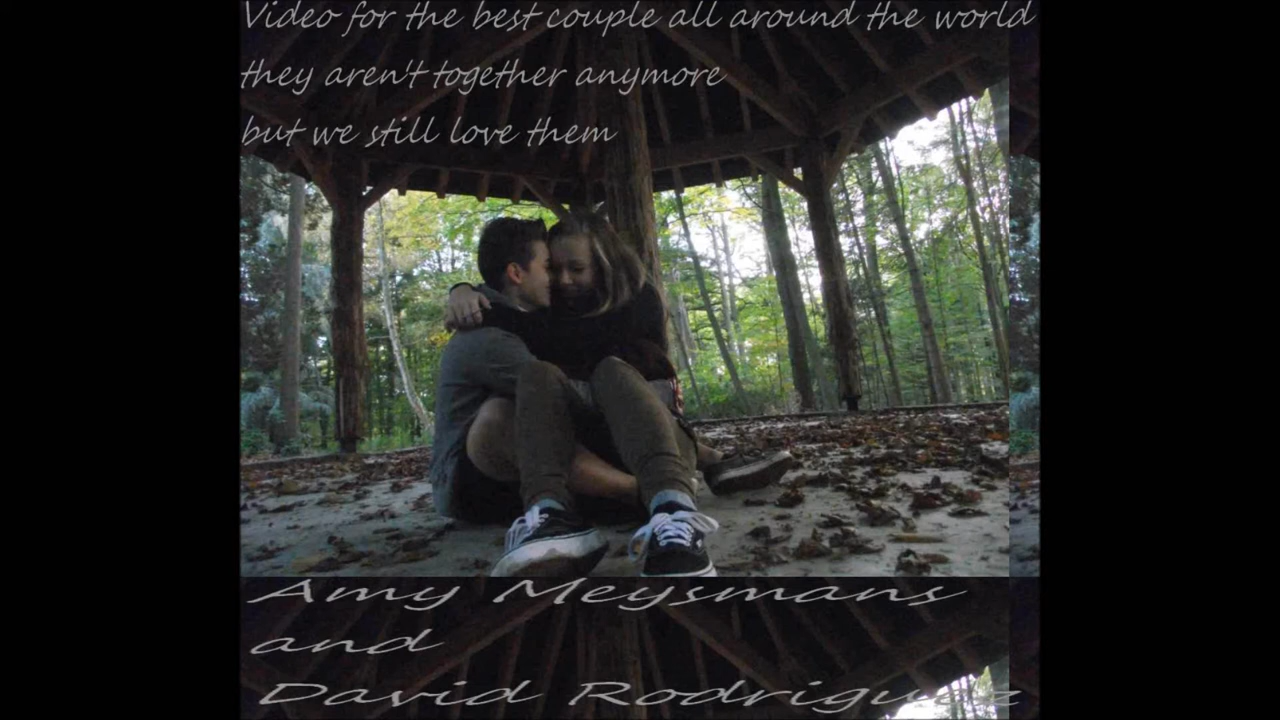 Video for the best couple all around the world
they aren't together anymore
but we still love them
Amy Meysmans
and
David Rodriguez